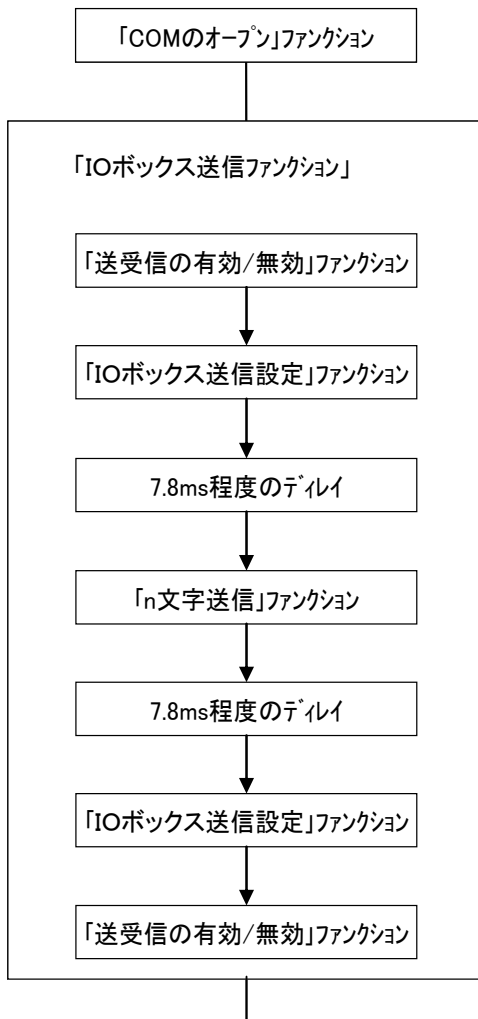 「COMのオープン」ファンクション
「IOボックス送信ファンクション」
「送受信の有効/無効」ファンクション
「IOボックス送信設定」ファンクション
7.8ms程度のディレイ
「n文字送信」ファンクション
7.8ms程度のディレイ
「IOボックス送信設定」ファンクション
「送受信の有効/無効」ファンクション